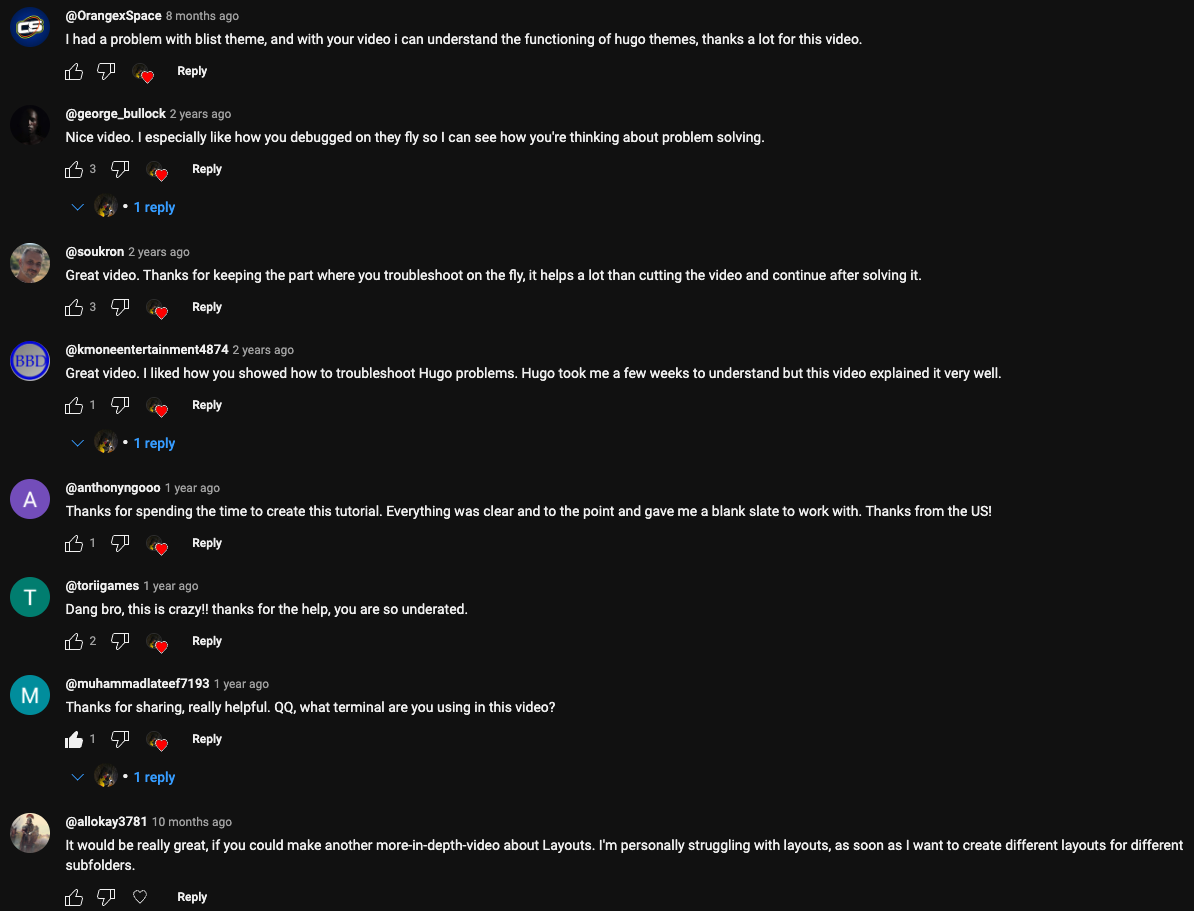 CS
@OrangexSpace 8 months ago
I had a problem with blist theme, and with your video i can understand the functioning of hugo themes, thanks a lot for this video.
Reply
@george_bullock 2 years ago
Nice video. I especially like how you debugged on they fly so I can see how you're thinking about problem solving.
3 Reply
• 1 reply
@soukron 2 years ago
Great video. Thanks for keeping the part where you troubleshoot on the fly, it helps a lot than cutting the video and continue after solving it.
3 Reply
BBD
@kmoneentertainment4874 2 years ago
Great video. I liked how you showed how to troubleshoot Hugo problems. Hugo took me a few weeks to understand but this video explained it very well.
1 Reply
• 1 reply
A
@anthonyngooo 1 year ago
Thanks for spending the time to create this tutorial. Everything was clear and to the point and gave me a blank slate to work with. Thanks from the US!
1 Reply
T
@toriigames 1 year ago
Dang bro, this is crazy!! thanks for the help, you are so underated.
2 Reply
M
@muhammadlateef7193 1 year ago
Thanks for sharing, really helpful. QQ, what terminal are you using in this video?
1 Reply
• 1 reply
@allokay3781 10 months ago
It would be really great, if you could make another more-in-depth-video about Layouts. I'm personally struggling with layouts, as soon as I want to create different layouts for different
subfolders.
Reply